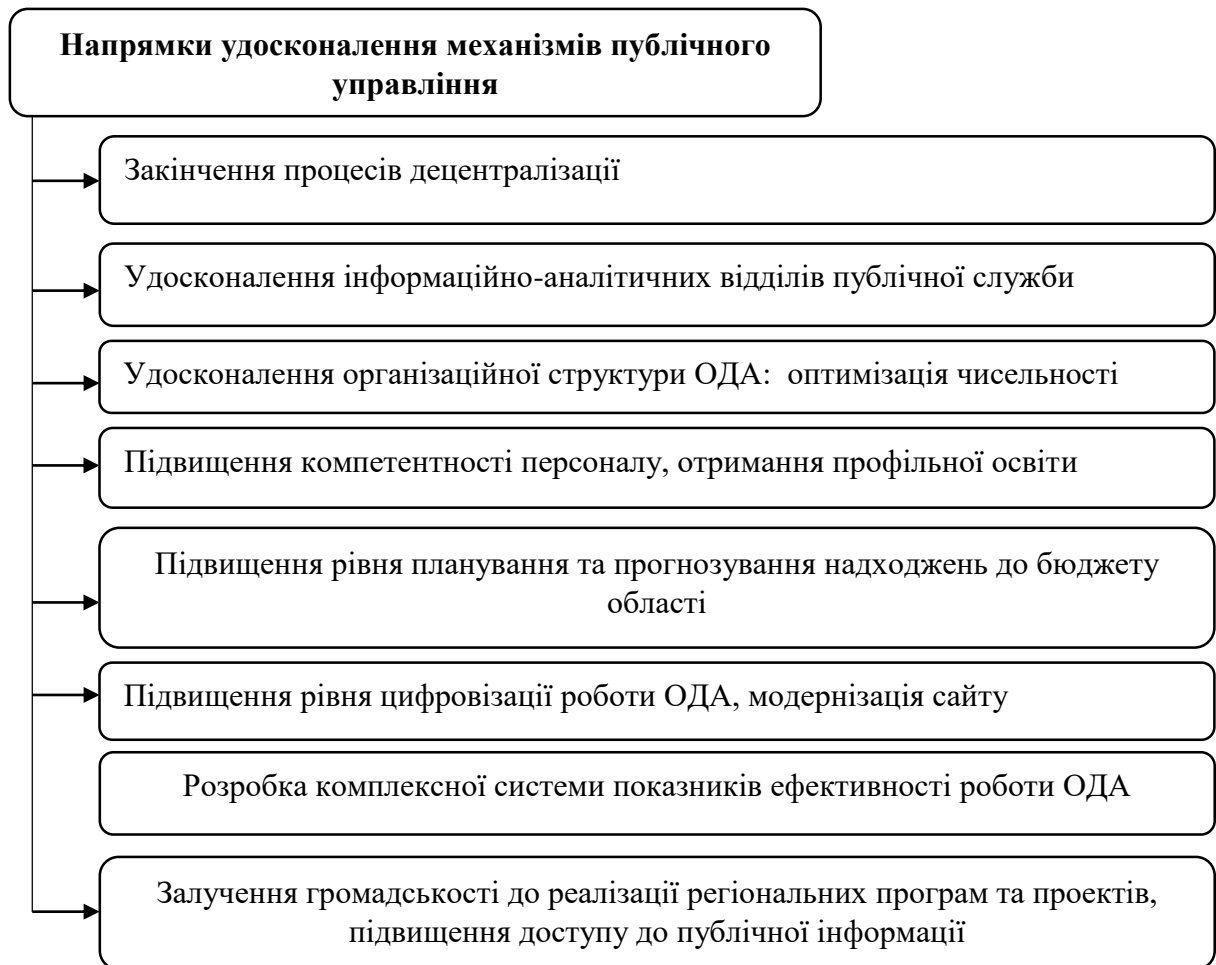 Напрямки удосконалення механізмів публічного
управління
Закінчення процесів децентралізації
Удосконалення інформаційно-аналітичних відділів публічної служби
Удосконалення організаційної структури ОДА: оптимізація чисельності
Підвищення компетентності персоналу, отримання профільної освіти
Підвищення рівня планування та прогнозування надходжень до бюджету
області
Підвищення рівня цифровізації роботи ОДА, модернізація сайту
Розробка комплексної системи показників ефективності роботи ОДА
Залучення громадськості до реалізації регіональних програм та проектів,
підвищення доступу до публічної інформації